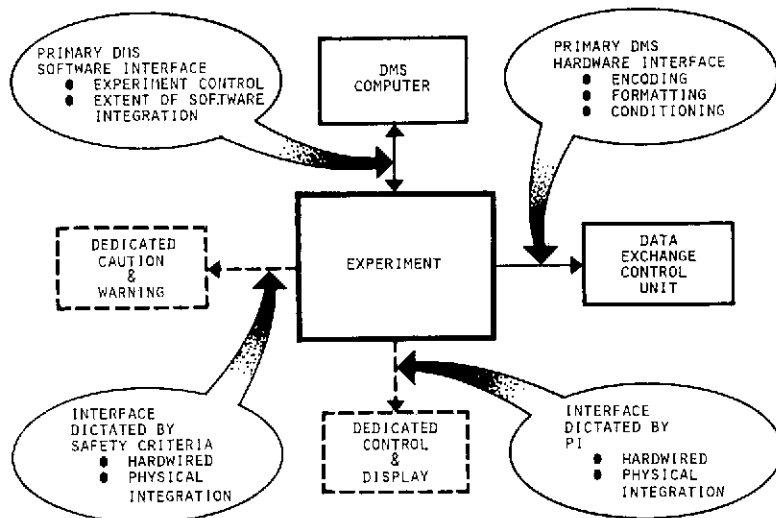 PRIMARY DMS
SOFTWARE INTERFACE
● EXPERIMENT CONTROL
● EXTENT OF SOFTWARE
INTEGRATION
DMS
COMPUTER
PRIMARY DMS
HARDWARE INTERFACE
● ENCODING
● FORMATTING
● CONDITIONING
DEDICATED
CAUTION
&
WARNING
EXPERIMENT
DATA
EXCHANGE
CONTROL
UNIT
INTERFACE
DICTATED BY
SAFETY CRITERIA
● HARDWIRED
● PHYSICAL
INTEGRATION
DEDICATED
CONTROL
&
DISPLAY
INTERFACE
DICTATED BY
PI
● HARDWIRED
● PHYSICAL
INTEGRATION